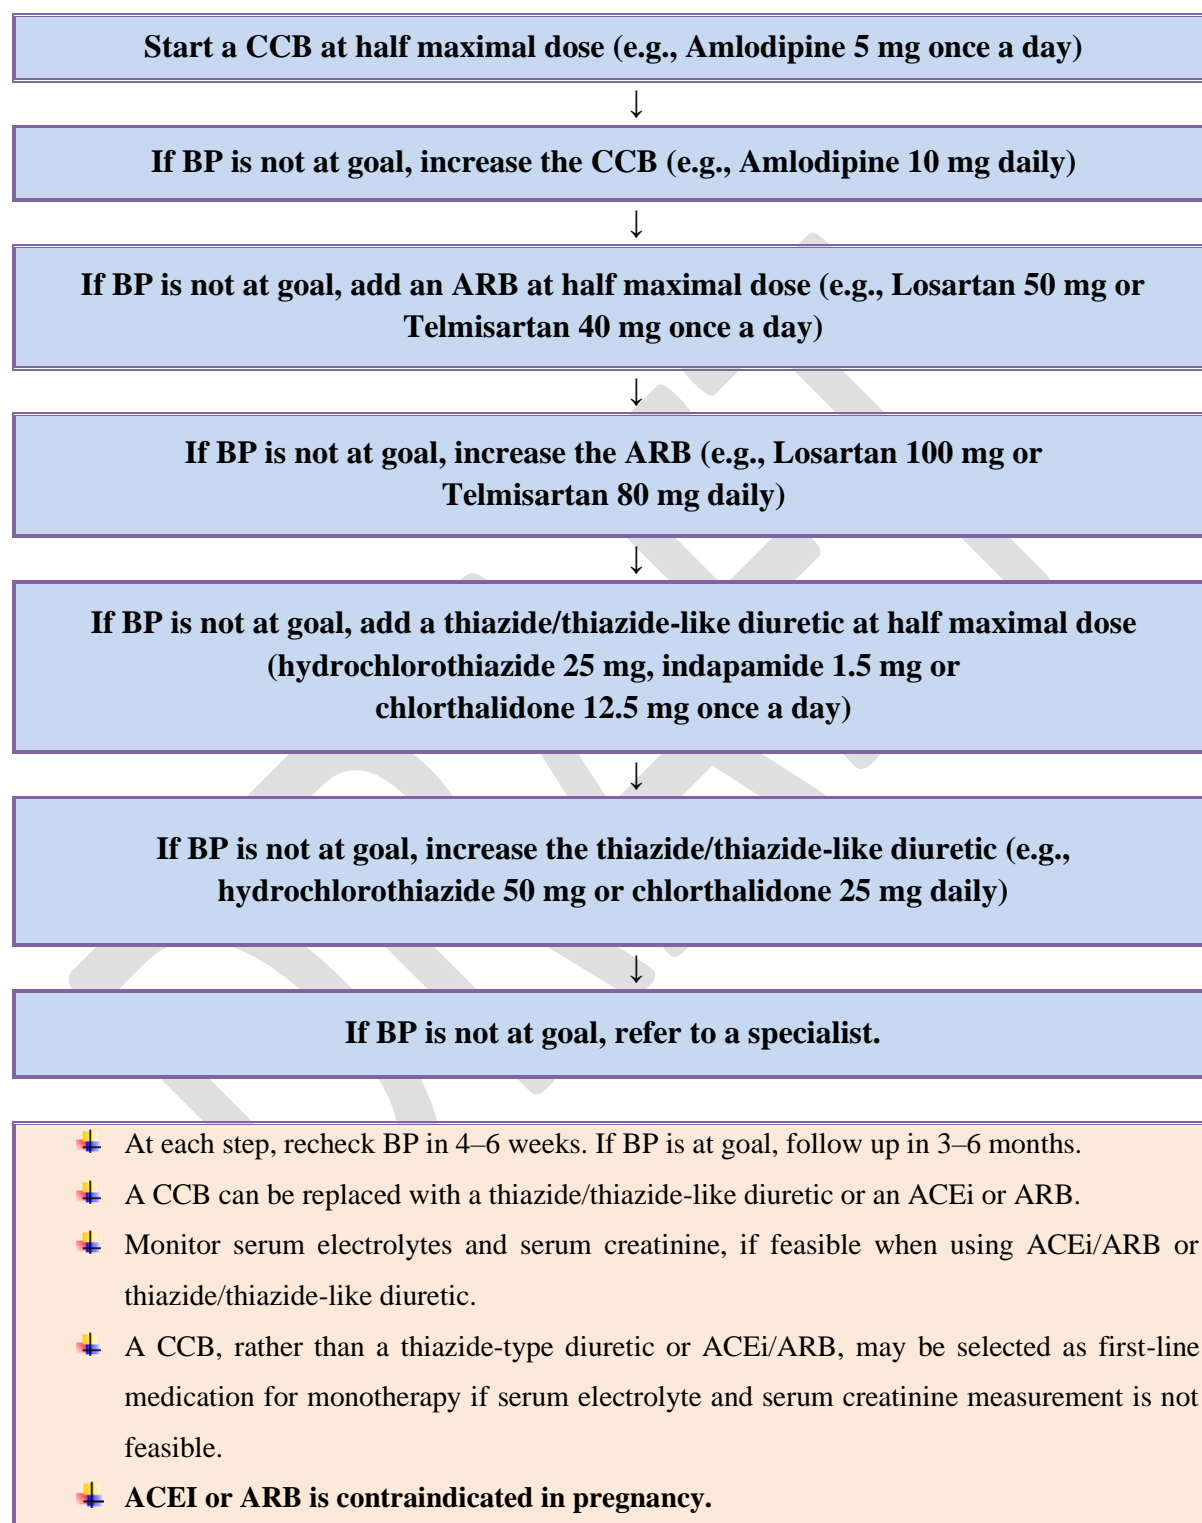 Start a CCB at half maximal dose (e.g., Amlodipine 5 mg once a day)
↓
If BP is not at goal, increase the CCB (e.g., Amlodipine 10 mg daily)
↓
If BP is not at goal, add an ARB at half maximal dose (e.g., Losartan 50 mg or
Telmisartan 40 mg once a day)
↓
If BP is not at goal, increase the ARB (e.g., Losartan 100 mg or
Telmisartan 80 mg daily)
↓
If BP is not at goal, add a thiazide/thiazide-like diuretic at half maximal dose
(hydrochlorothiazide 25 mg, indapamide 1.5 mg or
chlorthalidone 12.5 mg once a day)
↓
If BP is not at goal, increase the thiazide/thiazide-like diuretic (e.g.,
hydrochlorothiazide 50 mg or chlorthalidone 25 mg daily)
↓
If BP is not at goal, refer to a specialist.
At each step, recheck BP in 4–6 weeks. If BP is at goal, follow up in 3–6 months.
A CCB can be replaced with a thiazide/thiazide-like diuretic or an ACEi or ARB.
Monitor serum electrolytes and serum creatinine, if feasible when using ACEi/ARB or
thiazide/thiazide-like diuretic.
A CCB, rather than a thiazide-type diuretic or ACEi/ARB, may be selected as first-line
medication for monotherapy if serum electrolyte and serum creatinine measurement is not
feasible.
ACEI or ARB is contraindicated in pregnancy.
DRAFT